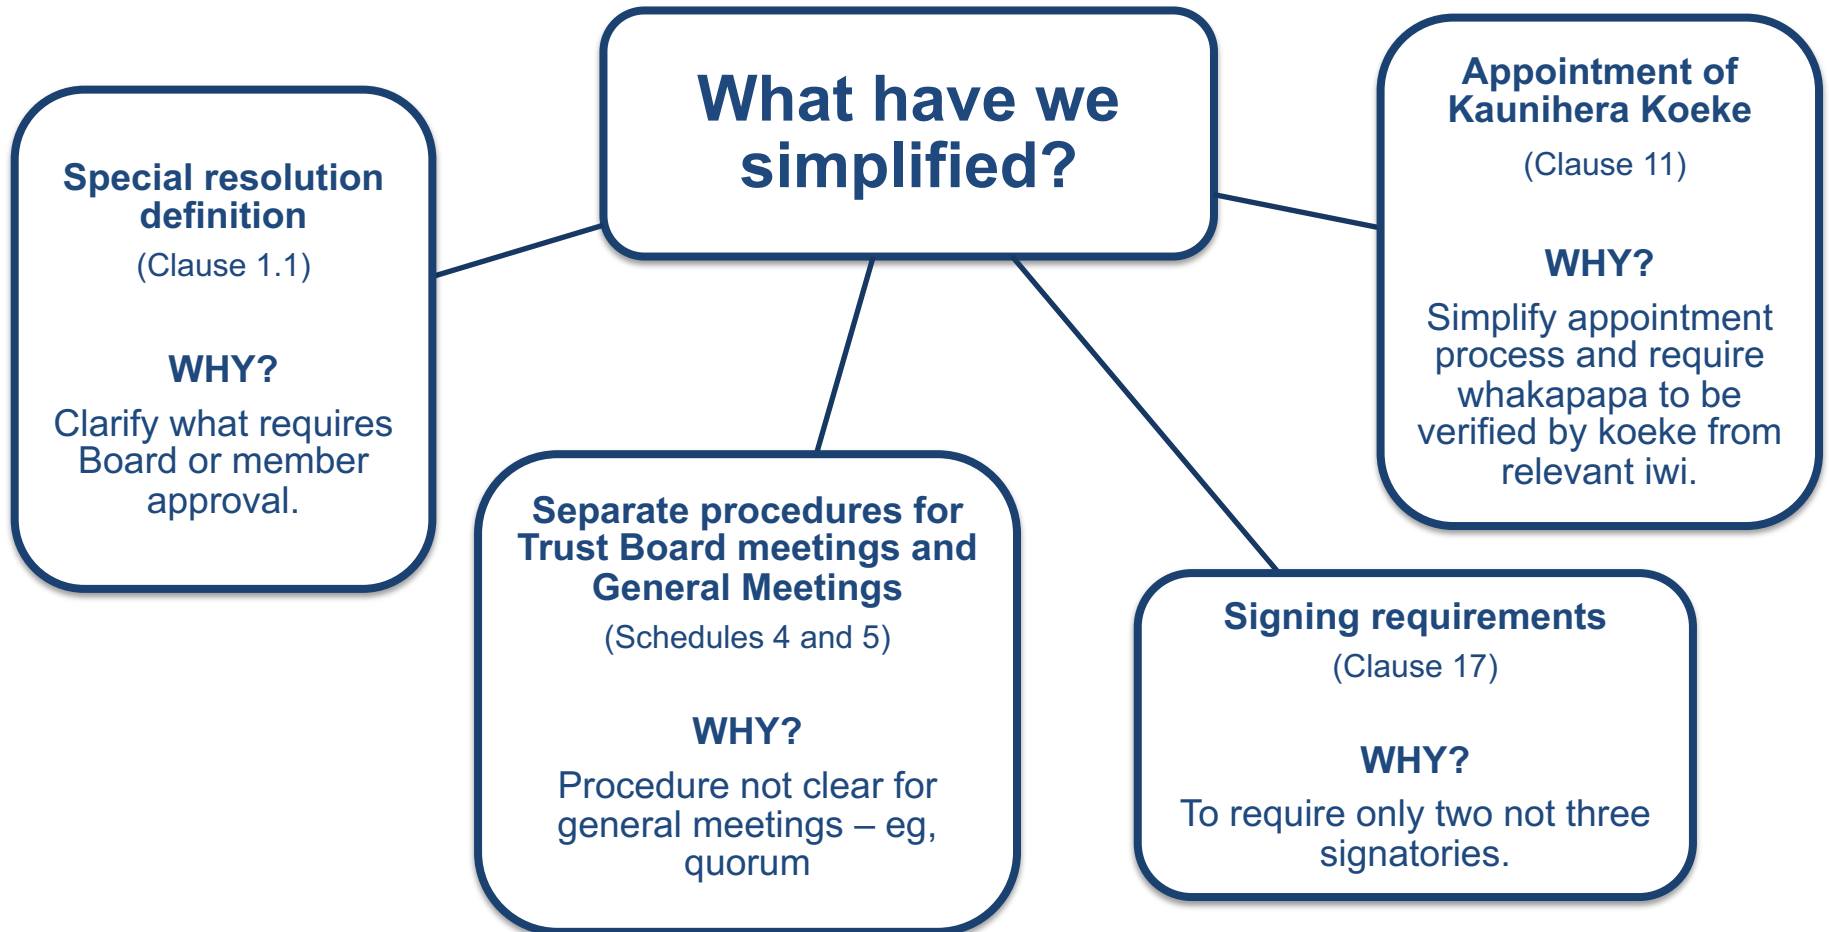 What have we
simplified?
Special resolution
definition
(Clause 1.1)
WHY?
Clarify what requires
Board or member
approval.
Separate procedures for
Trust Board meetings and
General Meetings
(Schedules 4 and 5)
WHY?
Procedure not clear for
general meetings – eg,
quorum
Signing requirements
(Clause 17)
WHY?
To require only two not three
signatories.
Appointment of
Kaunihera Koeke
(Clause 11)
WHY?
Simplify appointment
process and require
whakapapa to be
verified by koeke from
relevant iwi.